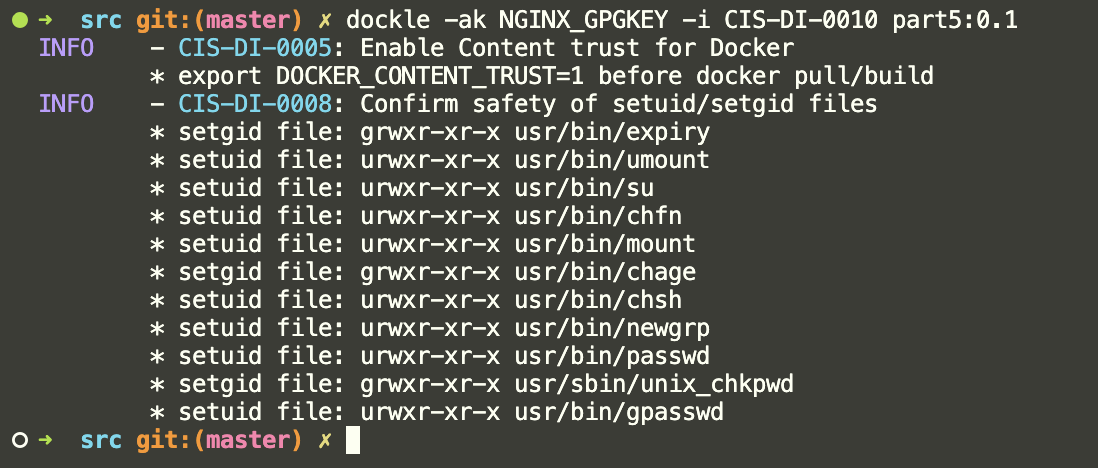 ➜ src git:(master) ✗ dockle -ak NGINX_GPGKEY -i CIS-DI-0010 part5:0.1
INFO - CIS-DI-0005: Enable Content trust for Docker
* export DOCKER_CONTENT_TRUST=1 before docker pull/build
INFO - CIS-DI-0008: Confirm safety of setuid/setgid files
* setgid file: grwxr-xr-x usr/bin/expiry
* setuid file: urwxr-xr-x usr/bin/umount
* setuid file: urwxr-xr-x usr/bin/su
* setuid file: urwxr-xr-x usr/bin/chfn
* setuid file: urwxr-xr-x usr/bin/mount
* setgid file: grwxr-xr-x usr/bin/chage
* setuid file: urwxr-xr-x usr/bin/chsh
* setuid file: urwxr-xr-x usr/bin/newgrp
* setuid file: urwxr-xr-x usr/bin/passwd
* setgid file: grwxr-xr-x usr/sbin/unix_chkpwd
* setuid file: urwxr-xr-x usr/bin/gpasswd
➜ src git:(master) ✗